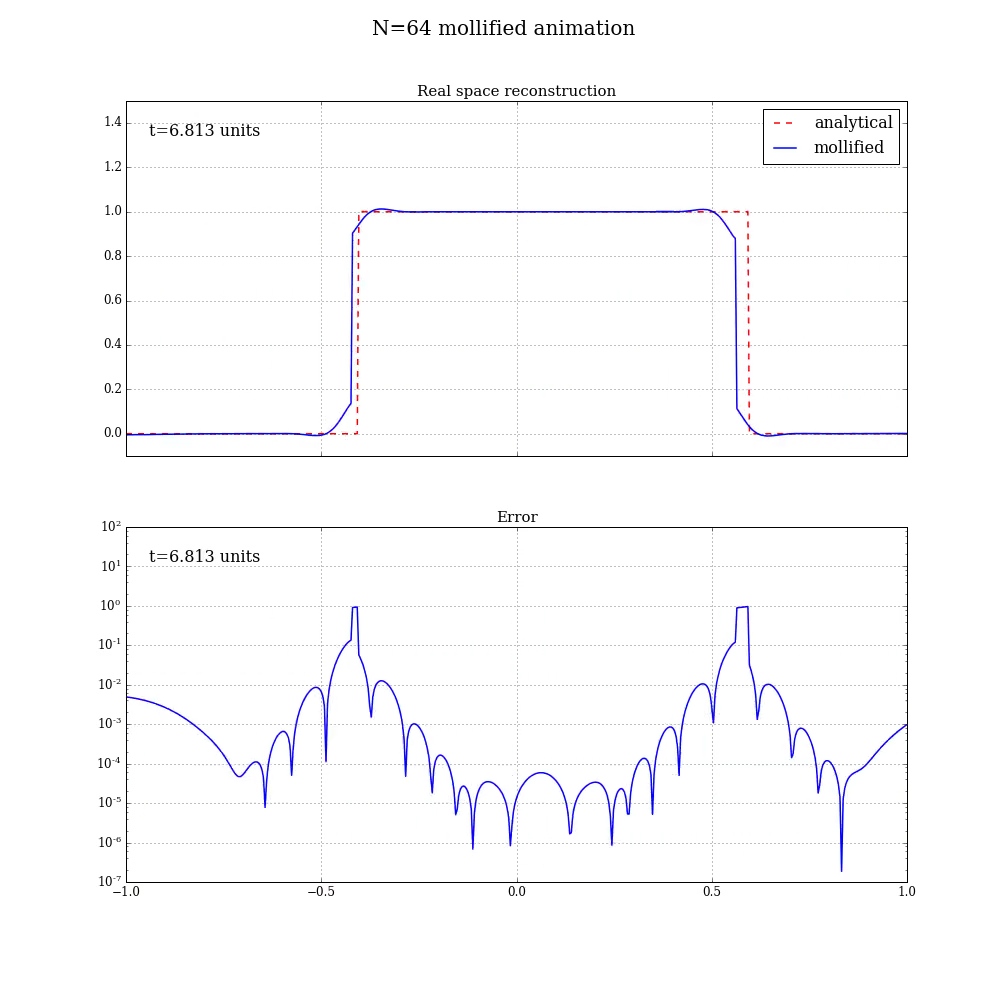 N=64 mollified animation
Real space reconstruction
t=6.813 units
analytical
mollified
1.4
1.2
1.0
0.8
0.6
0.4
0.2
0.0
Error
t=6.813 units
10²
10¹
10⁰
10⁻¹
10⁻²
10⁻³
10⁻⁴
10⁻⁵
10⁻⁶
10⁻⁷
−1.0 −0.5 0.0 0.5 1.0